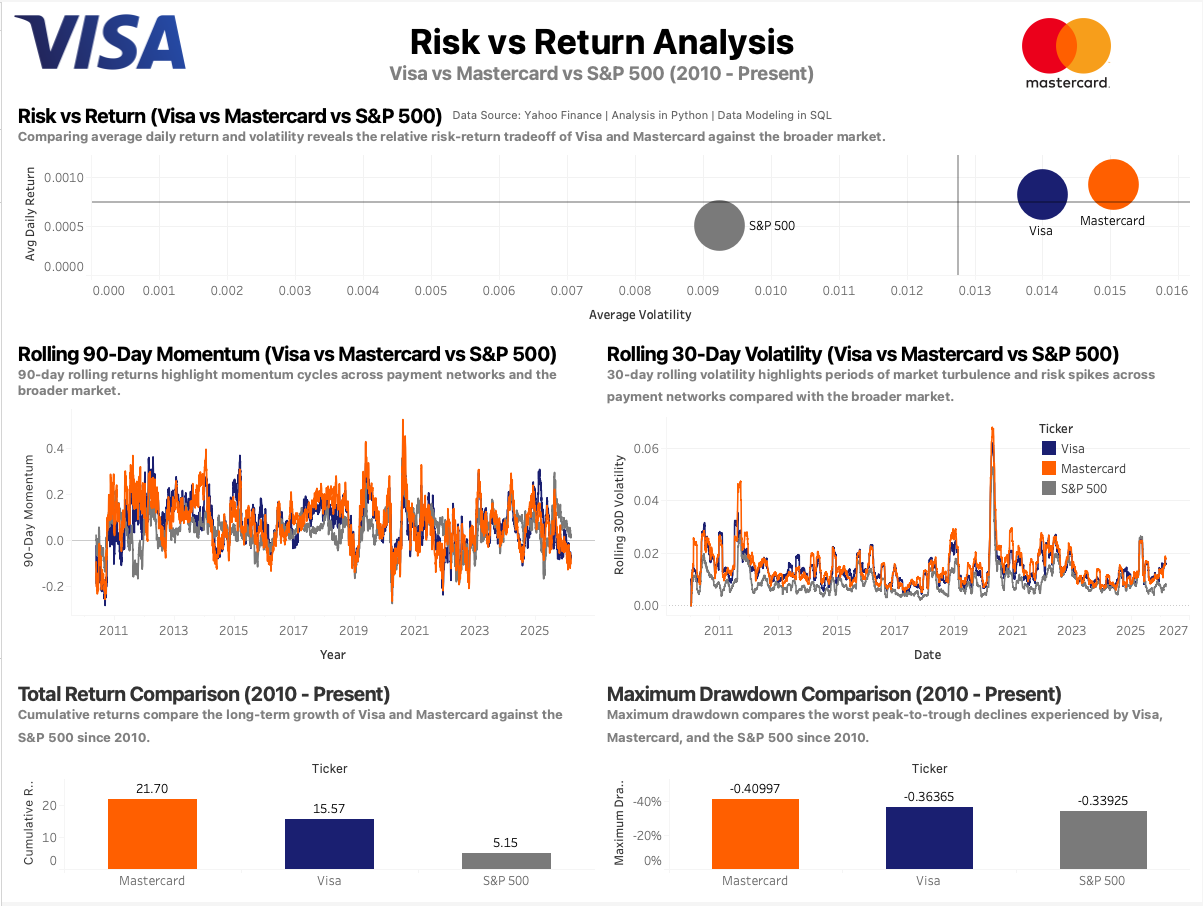 VISA
Risk vs Return Analysis
Visa vs Mastercard vs S&P 500 (2010 - Present)
mastercard.
Risk vs Return (Visa vs Mastercard vs S&P 500)
Data Source: Yahoo Finance | Analysis in Python | Data Modeling in SQL
Comparing average daily return and volatility reveals the relative risk-return tradeoff of Visa and Mastercard against the broader market.
Avg Daily Return
0.0010
0.0005
0.0000
S&P 500
Visa
Mastercard
0.000 0.001 0.002 0.003 0.004 0.005 0.006 0.007 0.008 0.009 0.010 0.011 0.012 0.013 0.014 0.015 0.016
Average Volatility
Rolling 90-Day Momentum (Visa vs Mastercard vs S&P 500)
90-day rolling returns highlight momentum cycles across payment networks and the
broader market.
90-Day Momentum
0.4
0.2
0.0
-0.2
2011 2013 2015 2017 2019 2021 2023 2025
Year
Rolling 30-Day Volatility (Visa vs Mastercard vs S&P 500)
30-day rolling volatility highlights periods of market turbulence and risk spikes across
payment networks compared with the broader market.
Rolling 30D Volatility
0.06
0.04
0.02
0.00
Ticker
Visa
Mastercard
S&P 500
2011 2013 2015 2017 2019 2021 2023 2025 2027
Date
Total Return Comparison (2010 - Present)
Cumulative returns compare the long-term growth of Visa and Mastercard against the
S&P 500 since 2010.
Ticker
Cumulative R..
20
10
0
21.70
15.57
5.15
Mastercard Visa S&P 500
Maximum Drawdown Comparison (2010 - Present)
Maximum drawdown compares the worst peak-to-trough declines experienced by Visa,
Mastercard, and the S&P 500 since 2010.
Ticker
Maximum Dra..
-40%
-20%
0%
-0.40997
-0.36365
-0.33925
Mastercard Visa S&P 500